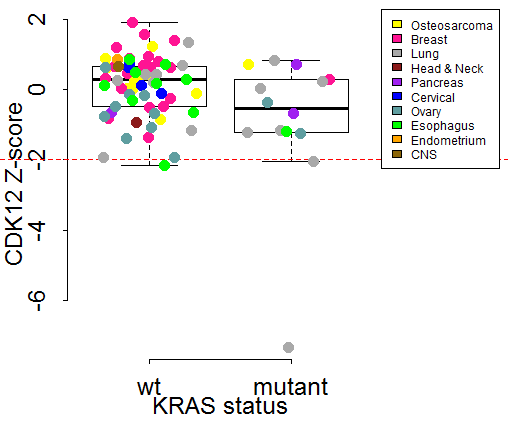 CDK12 Z-score
2
0
-2
-4
-6
wt
mutant
KRAS status
Osteosarcoma
Breast
Lung
Head & Neck
Pancreas
Cervical
Ovary
Esophagus
Endometrium
CNS